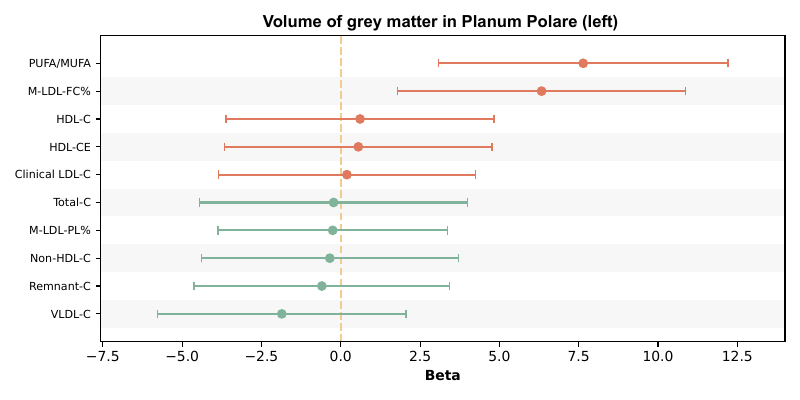 Volume of grey matter in Planum Polare (left)
PUFA/MUFA
M-LDL-FC%
HDL-C
HDL-CE
Clinical LDL-C
Total-C
M-LDL-PL%
Non-HDL-C
Remnant-C
VLDL-C
−7.5 −5.0 −2.5 0.0 2.5 5.0 7.5 10.0 12.5
Beta